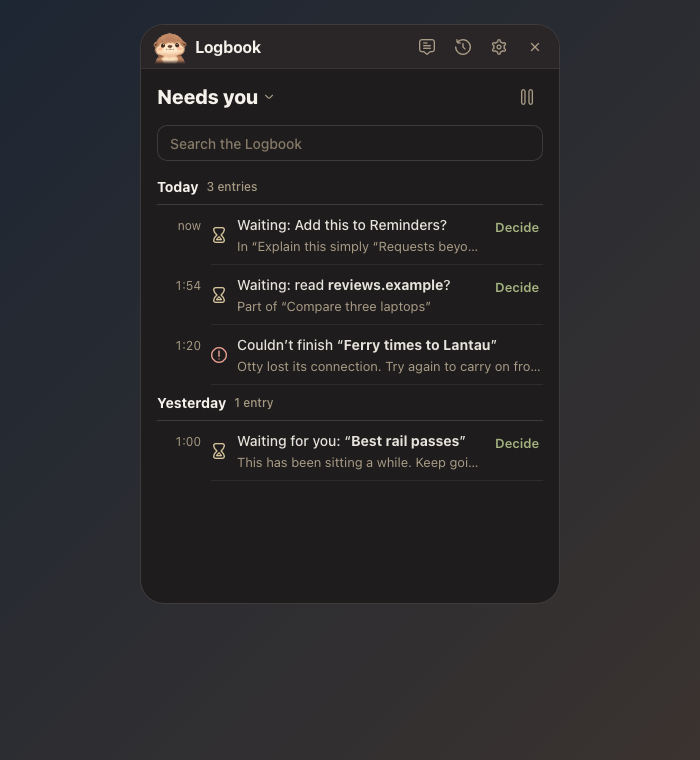 Logbook
Needs you
Search the Logbook
Today 3 entries
now Waiting: Add this to Reminders? Decide
In “Explain this simply “Requests beyo…
1:54 Waiting: read reviews.example? Decide
Part of “Compare three laptops”
1:20 Couldn’t finish “Ferry times to Lantau”
Otty lost its connection. Try again to carry on fro…
Yesterday 1 entry
1:00 Waiting for you: “Best rail passes” Decide
This has been sitting a while. Keep goi…